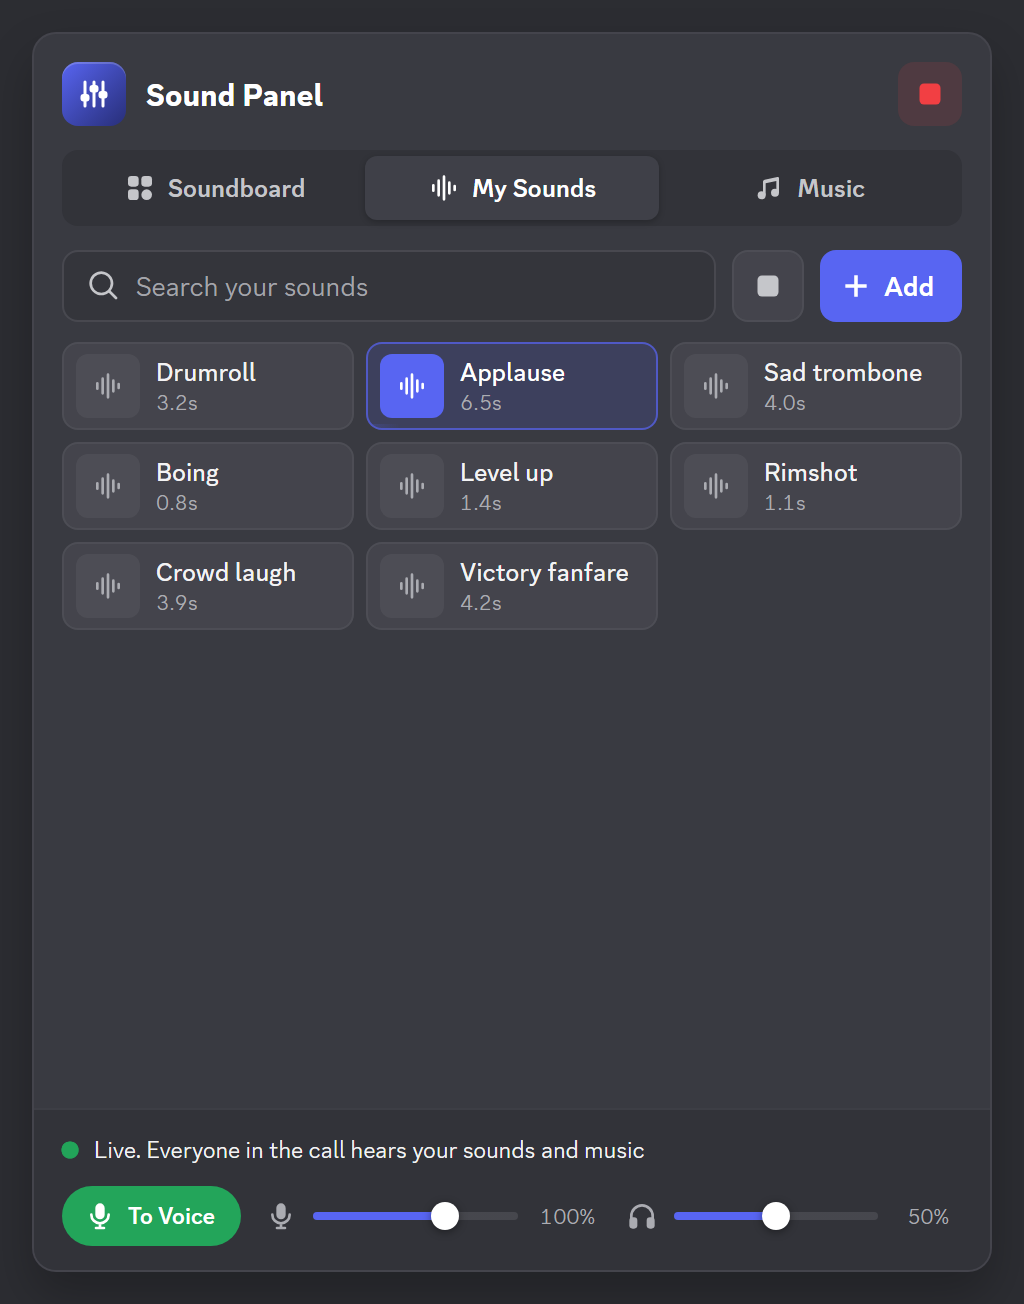 Sound Panel
Soundboard
My Sounds
Music
Search your sounds
Add
Drumroll
3.2s
Applause
6.5s
Sad trombone
4.0s
Boing
0.8s
Level up
1.4s
Rimshot
1.1s
Crowd laugh
3.9s
Victory fanfare
4.2s
Live. Everyone in the call hears your sounds and music
To Voice
100%
50%